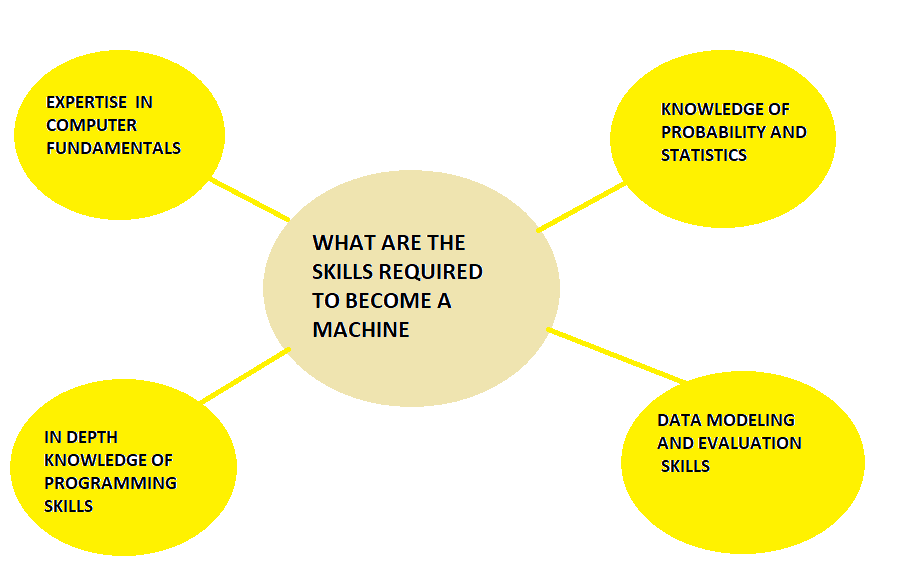 EXPERTISE IN
COMPUTER
FUNDAMENTALS
KNOWLEDGE OF
PROBABILITY AND
STATISTICS
WHAT ARE THE
SKILLS REQUIRED
TO BECOME A
MACHINE
IN DEPTH
KNOWLEDGE OF
PROGRAMMING
SKILLS
DATA MODELING
AND EVALUATION
SKILLS